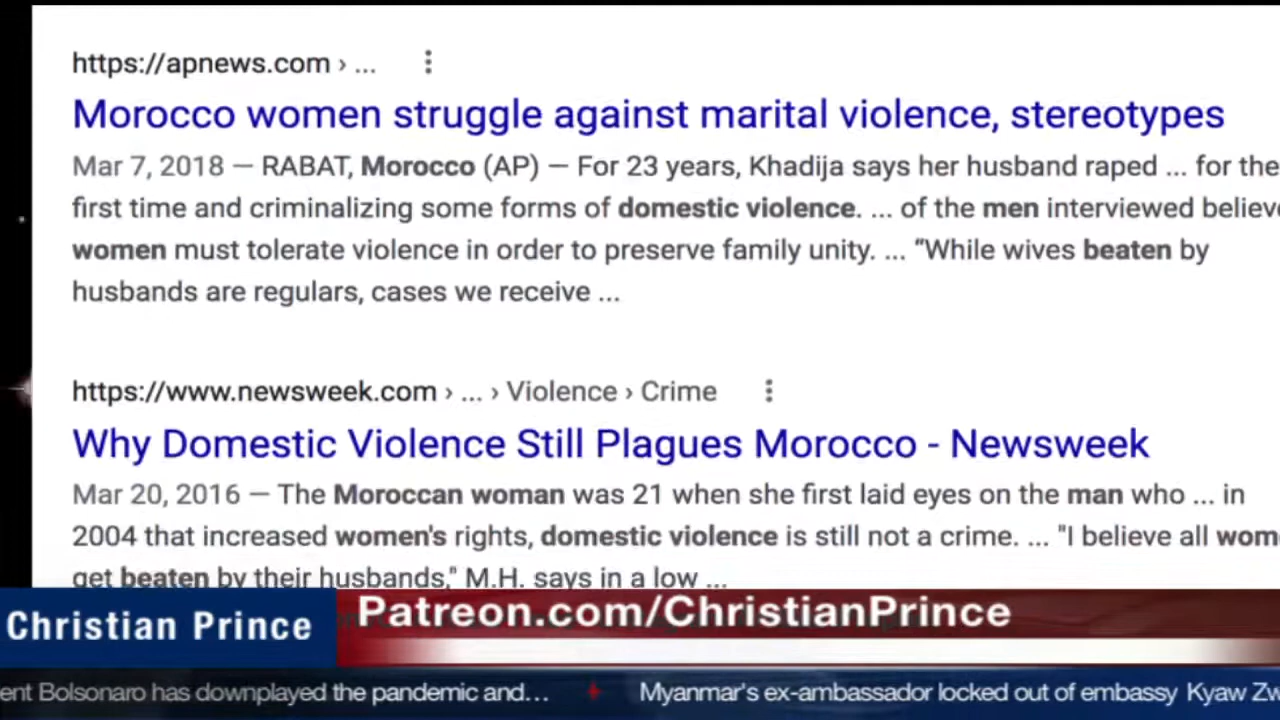 https://apnews.com › ...
Morocco women struggle against marital violence, stereotypes
Mar 7, 2018 — RABAT, Morocco (AP) — For 23 years, Khadija says her husband raped ... for the
first time and criminalizing some forms of domestic violence. ... of the men interviewed believe
women must tolerate violence in order to preserve family unity. ... "While wives beaten by
husbands are regulars, cases we receive ...
https://www.newsweek.com › ... › Violence › Crime
Why Domestic Violence Still Plagues Morocco - Newsweek
Mar 20, 2016 — The Moroccan woman was 21 when she first laid eyes on the man who ... in
2004 that increased women's rights, domestic violence is still not a crime. ... "I believe all wom
get beaten by their husbands," M.H. says in a low ...
Christian Prince
Patreon.com/ChristianPrince
ent Bolsonaro has downplayed the pandemic and... Myanmar's ex-ambassador locked out of embassy Kyaw Zw